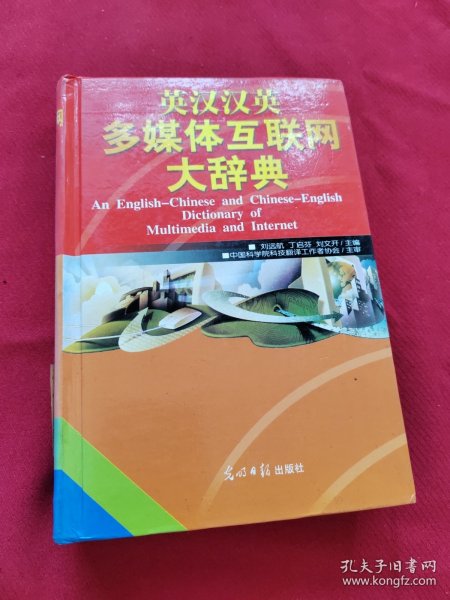 英汉汉英
多媒体互联网
大辞典
An English-Chinese and Chinese-English
Dictionary of
Multimedia and Internet
■ 刘远航 丁启芬 刘文开/主编
■中国科学院科技翻译工作者协会/主审
光明日报出版社
网
孔夫子旧书网
www.kongfz.com